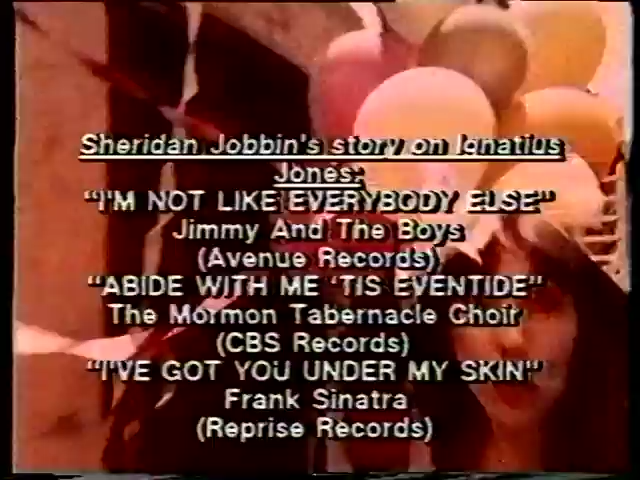 Sheridan Jobbin's story on Ignatius
Jones:
"I'M NOT LIKE EVERYBODY ELSE"
Jimmy And The Boys
(Avenue Records)
"ABIDE WITH ME 'TIS EVENTIDE"
The Mormon Tabernacle Choir
(CBS Records)
"I'VE GOT YOU UNDER MY SKIN"
Frank Sinatra
(Reprise Records)